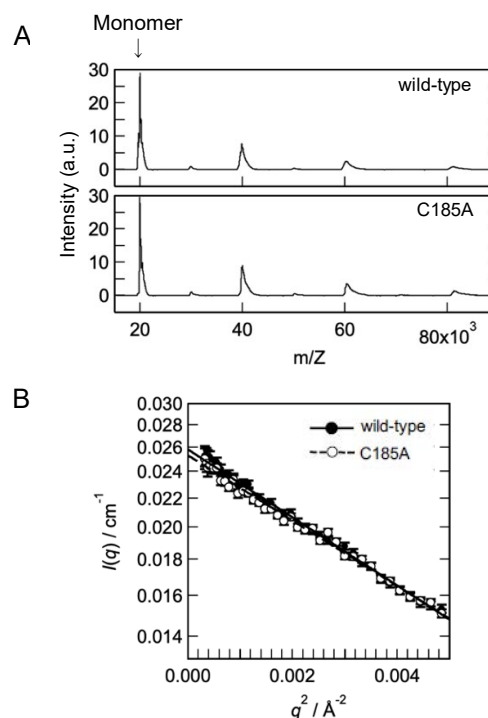 A
Monomer
↓
30
20
10
0
wild-type
30
20
10
0
C185A
Intensity (a.u.)
20
40
60
80x10³
m/Z
B
0.030
0.028
0.026
0.024
0.022
0.020
0.018
0.016
0.014
wild-type
C185A
I(q) / cm⁻¹
0.000
0.002
0.004
q² / Å⁻²